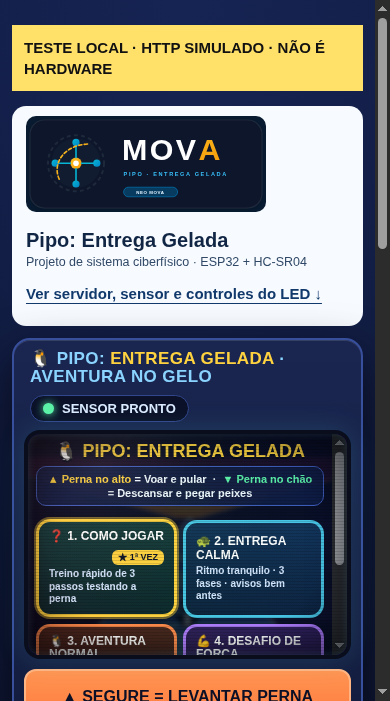 TESTE LOCAL · HTTP SIMULADO · NÃO É
HARDWARE
MOVA
PIPO · ENTREGA GELADA
NEO MOVA
Pipo: Entrega Gelada
Projeto de sistema ciberfísico · ESP32 + HC-SR04
Ver servidor, sensor e controles do LED ↓
🐧 PIPO: ENTREGA GELADA ·
AVENTURA NO GELO
SENSOR PRONTO
🐧 PIPO: ENTREGA GELADA
▲ Perna no alto = Voar e pular · ▼ Perna no chão
= Descansar e pegar peixes
❓ 1. COMO JOGAR
★ 1ª VEZ
Treino rápido de 3
passos testando a
perna
🐢 2. ENTREGA
CALMA
Ritmo tranquilo · 3
fases · avisos bem
antes
🐧 3. AVENTURA
NORMAL
💪 4. DESAFIO DE
FORÇA
▲ SEGURE = LEVANTAR PERNA